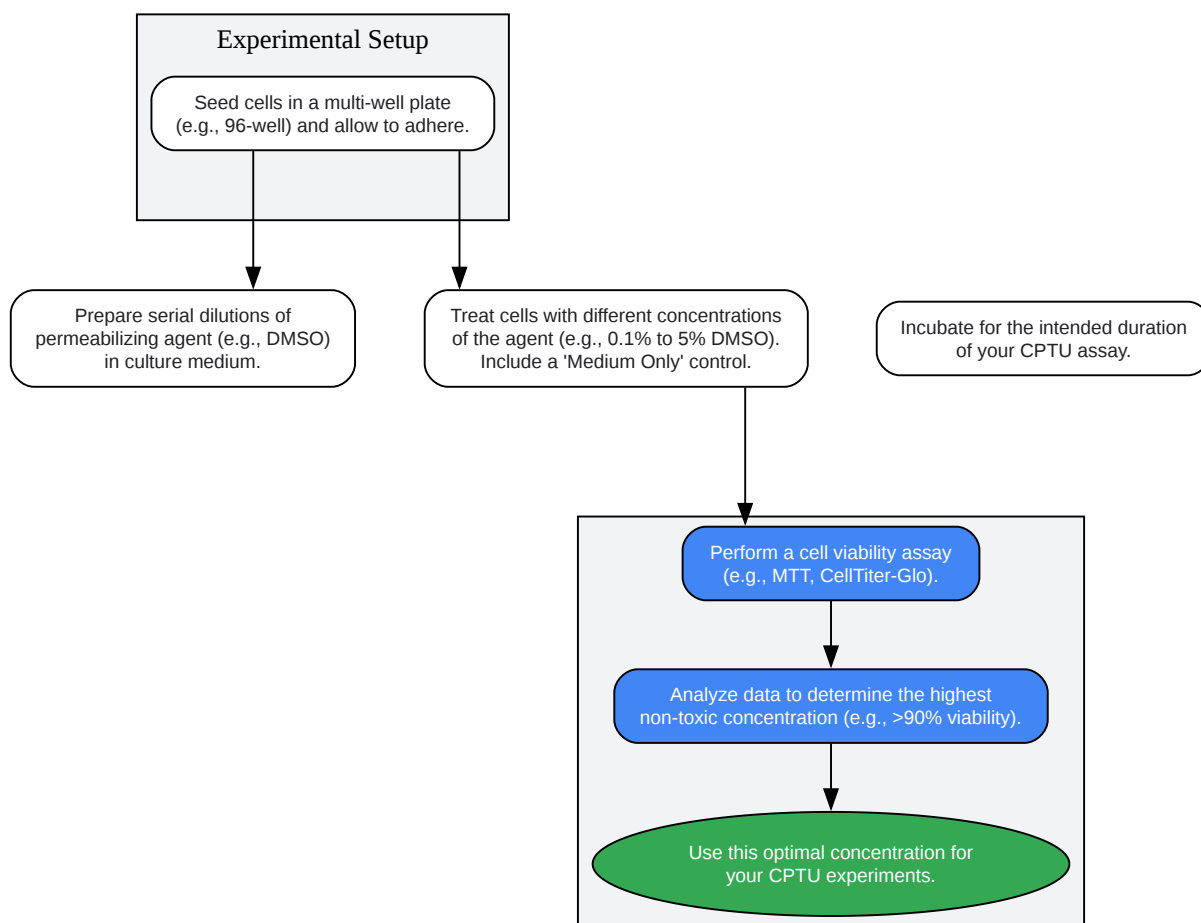 Experimental Setup
Seed cells in a multi-well plate
(e.g., 96-well) and allow to adhere.
Prepare serial dilutions of
permeabilizing agent (e.g., DMSO)
in culture medium.
Treat cells with different concentrations
of the agent (e.g., 0.1% to 5% DMSO).
Include a 'Medium Only' control.
Incubate for the intended duration
of your CPTU assay.
Perform a cell viability assay
(e.g., MTT, CellTiter-Glo).
Analyze data to determine the highest
non-toxic concentration (e.g., >90% viability).
Use this optimal concentration for
your CPTU experiments.